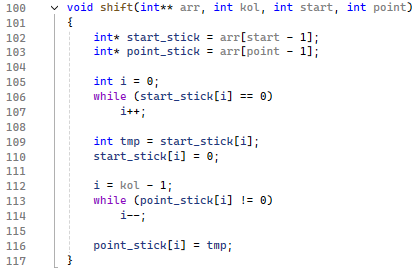 100 void shift(int** arr, int kol, int start, int point)
101 {
102     int* start_stick = arr[start - 1];
103     int* point_stick = arr[point - 1];
104
105     int i = 0;
106     while (start_stick[i] == 0)
107         i++;
108
109     int tmp = start_stick[i];
110     start_stick[i] = 0;
111
112     i = kol - 1;
113     while (point_stick[i] != 0)
114         i--;
115
116     point_stick[i] = tmp;
117 }